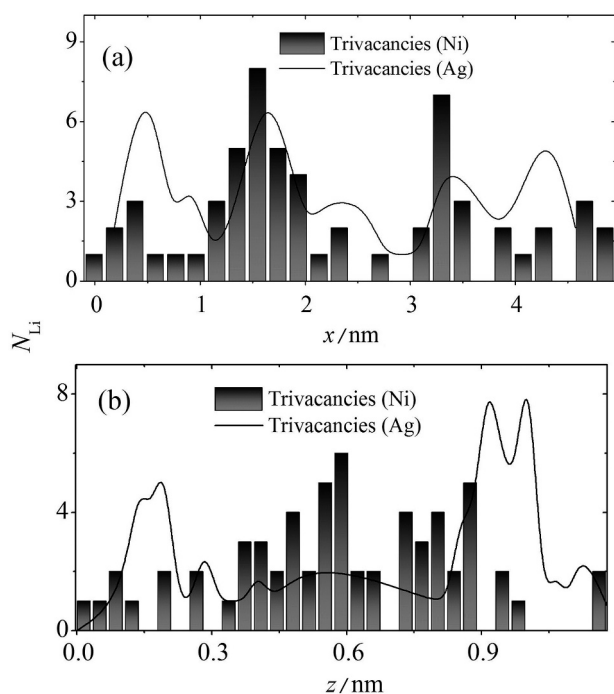 9
(a)
Trivacancies (Ni)
Trivacancies (Ag)
6
3
0
0 1 2 3 4
x/nm
N_Li
8
(b)
Trivacancies (Ni)
Trivacancies (Ag)
4
0
0.0 0.3 0.6 0.9
z/nm